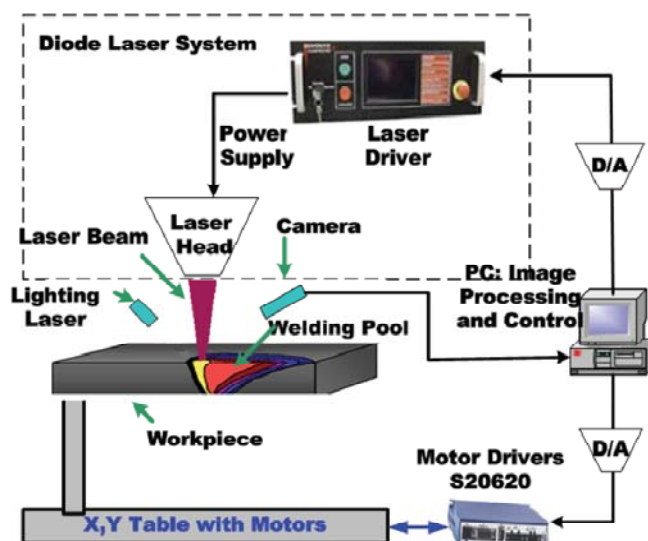 Diode Laser System
Power
Supply
Laser
Driver
D/A
Laser
Head
Laser Beam
Camera
Lighting
Laser
PC: Image
Processing
and Control
Welding Pool
Workpiece
D/A
Motor Drivers
S20620
X,Y Table with Motors